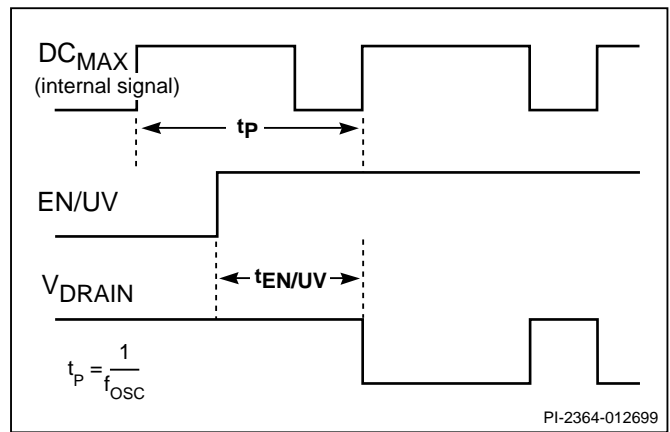 DCMAX
(internal signal)
tP
EN/UV
tEN/UV
VDRAIN
tP = 1/fOSC
PI-2364-012699